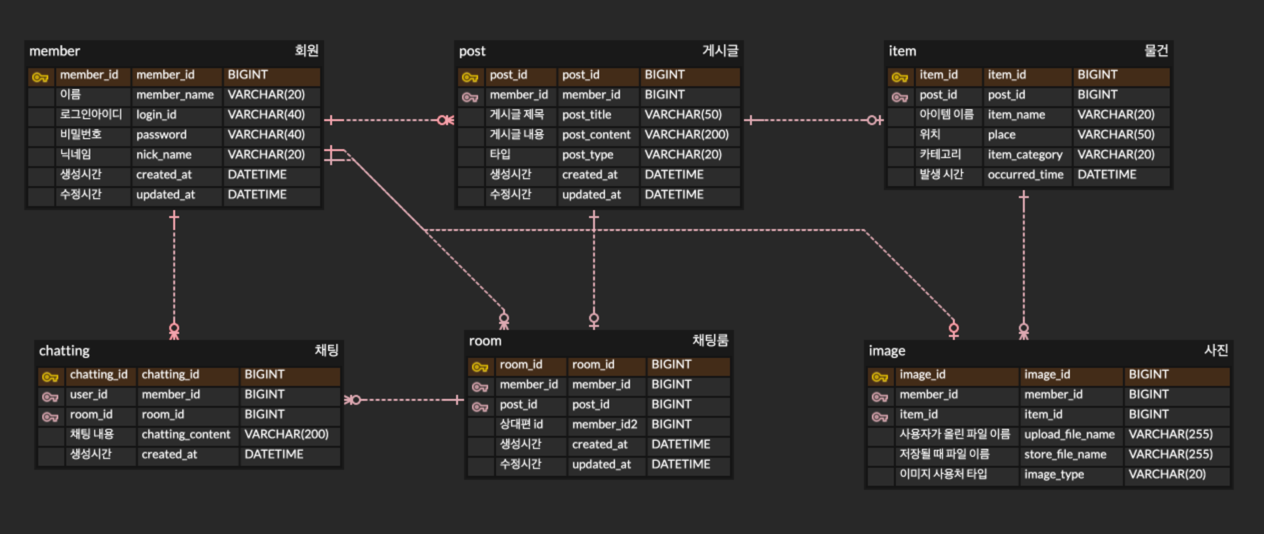 member 회원
member_id member_id BIGINT
이름 member_name VARCHAR(20)
로그인아이디 login_id VARCHAR(40)
비밀번호 password VARCHAR(40)
닉네임 nick_name VARCHAR(20)
생성시간 created_at DATETIME
수정시간 updated_at DATETIME
post 게시글
post_id post_id BIGINT
member_id member_id BIGINT
게시글 제목 post_title VARCHAR(50)
게시글 내용 post_content VARCHAR(200)
타입 post_type VARCHAR(20)
생성시간 created_at DATETIME
수정시간 updated_at DATETIME
item 물건
item_id item_id BIGINT
post_id post_id BIGINT
아이템 이름 item_name VARCHAR(20)
위치 place VARCHAR(50)
카테고리 item_category VARCHAR(20)
발생 시간 occurred_time DATETIME
chatting 채팅
chatting_id chatting_id BIGINT
user_id member_id BIGINT
room_id room_id BIGINT
채팅 내용 chatting_content VARCHAR(200)
생성시간 created_at DATETIME
room 채팅룸
room_id room_id BIGINT
member_id member_id BIGINT
post_id post_id BIGINT
상대편 id member_id2 BIGINT
생성시간 created_at DATETIME
수정시간 updated_at DATETIME
image 사진
image_id image_id BIGINT
member_id member_id BIGINT
item_id item_id BIGINT
사용자가 올린 파일 이름 upload_file_name VARCHAR(255)
저장될 때 파일 이름 store_file_name VARCHAR(255)
이미지 사용처 타입 image_type VARCHAR(20)